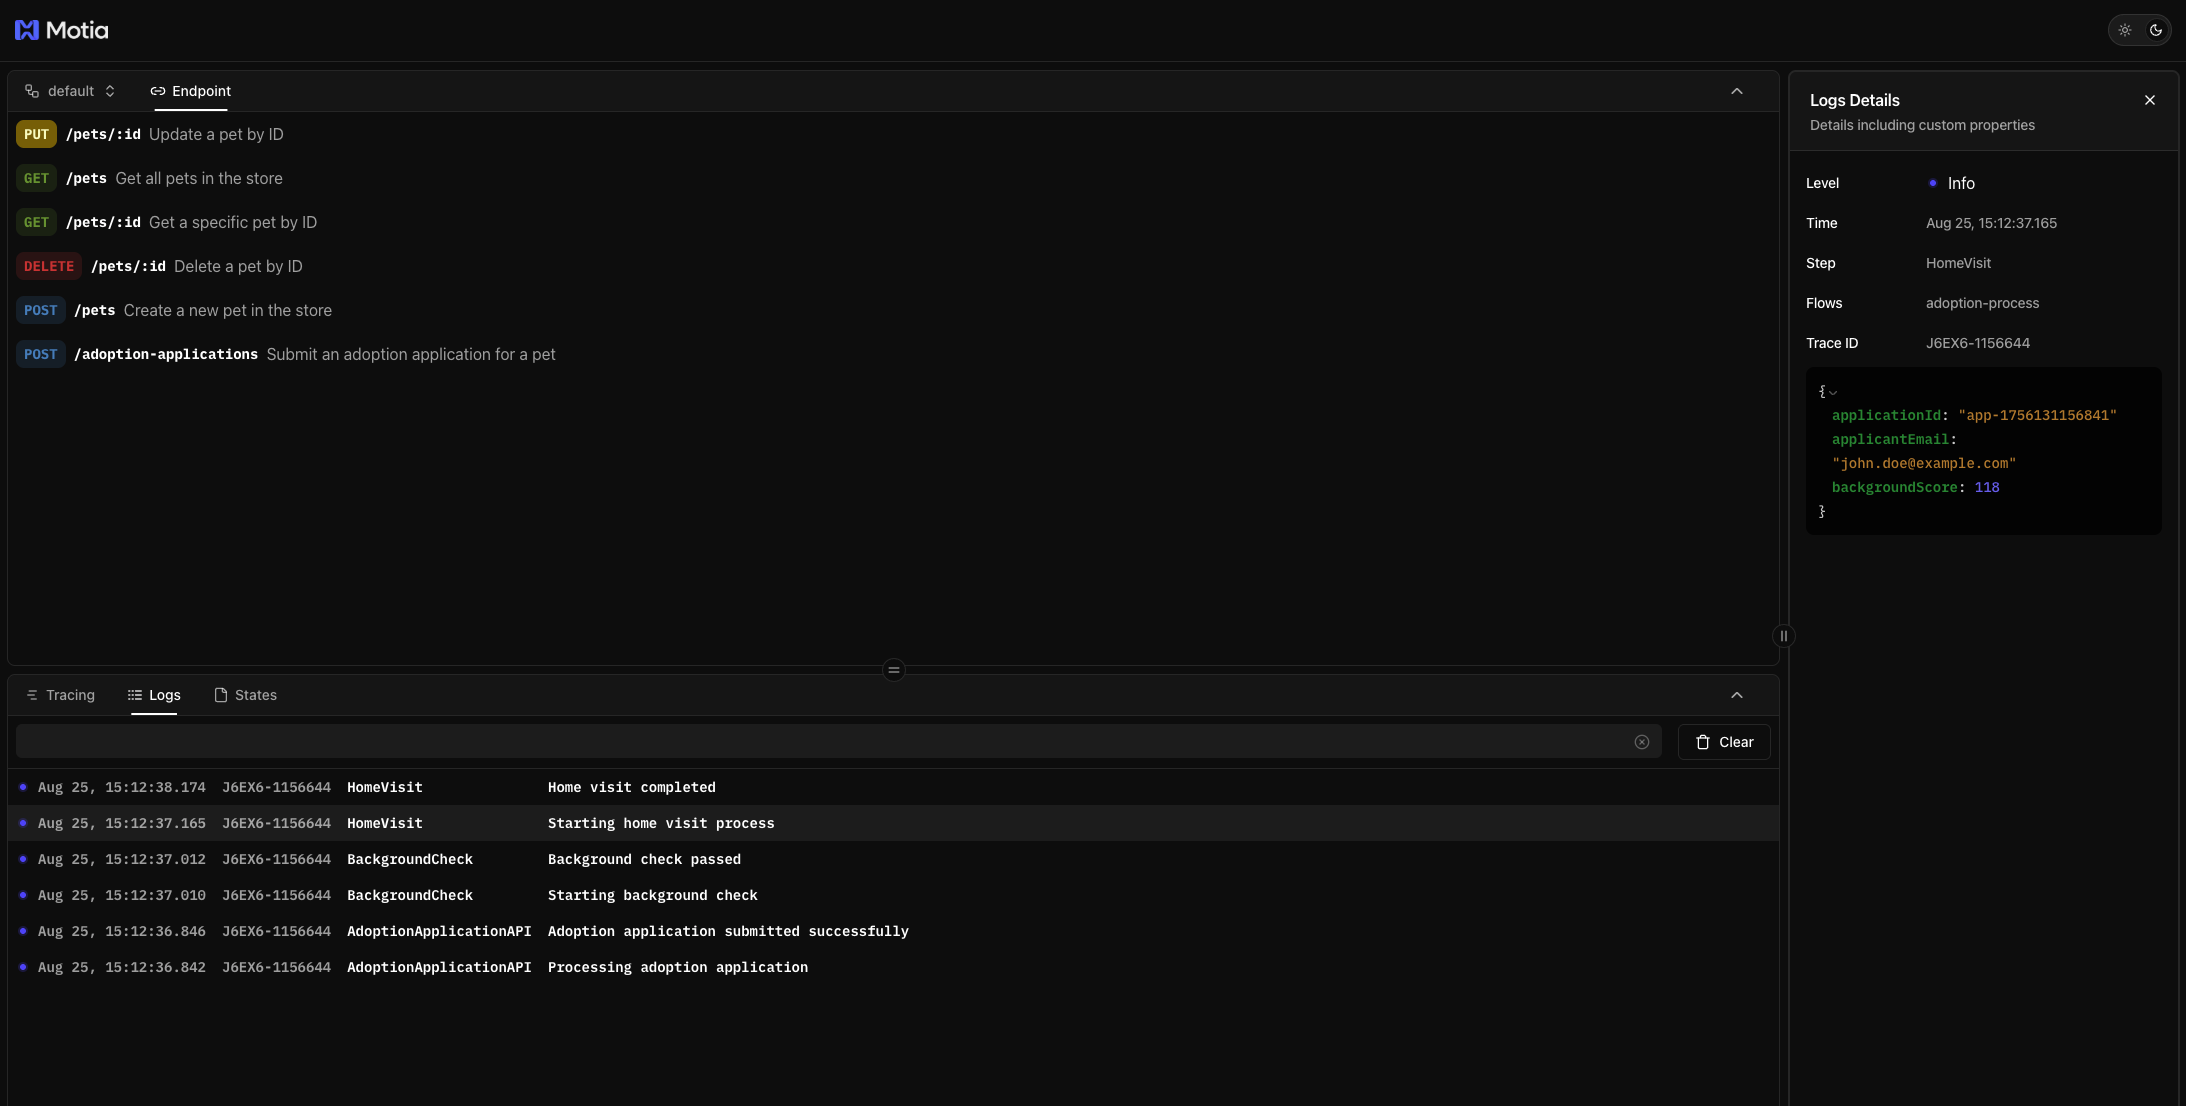 Motia
default
Endpoint
PUT /pets/:id Update a pet by ID
GET /pets Get all pets in the store
GET /pets/:id Get a specific pet by ID
DELETE /pets/:id Delete a pet by ID
POST /pets Create a new pet in the store
POST /adoption-applications Submit an adoption application for a pet
Tracing
Logs
States
Clear
Aug 25, 15:12:38.174 J6EX6-1156644 HomeVisit Home visit completed
Aug 25, 15:12:37.165 J6EX6-1156644 HomeVisit Starting home visit process
Aug 25, 15:12:37.012 J6EX6-1156644 BackgroundCheck Background check passed
Aug 25, 15:12:37.010 J6EX6-1156644 BackgroundCheck Starting background check
Aug 25, 15:12:36.846 J6EX6-1156644 AdoptionApplicationAPI Adoption application submitted successfully
Aug 25, 15:12:36.842 J6EX6-1156644 AdoptionApplicationAPI Processing adoption application
Logs Details
Details including custom properties
Level Info
Time Aug 25, 15:12:37.165
Step HomeVisit
Flows adoption-process
Trace ID J6EX6-1156644
{
applicationId: "app-1756131156841"
applicantEmail:
"john.doe@example.com"
backgroundScore: 118
}